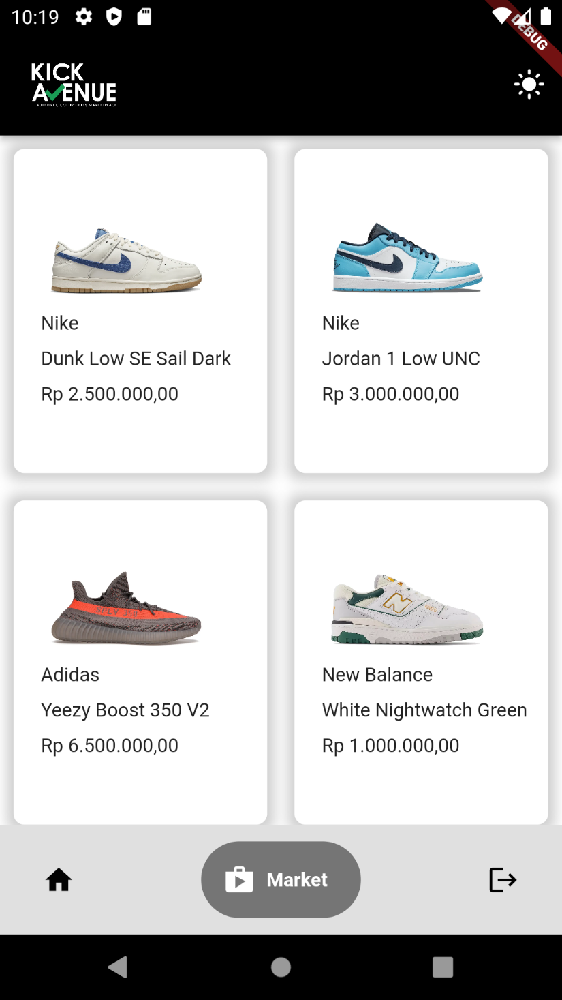 10:19
DEBUG
KICK
AVENUE
AUTHENTIC COLLECTIBLES MARKETPLACE
Nike
Dunk Low SE Sail Dark
Rp 2.500.000,00
Nike
Jordan 1 Low UNC
Rp 3.000.000,00
SPLY 350
N
Adidas
Yeezy Boost 350 V2
Rp 6.500.000,00
New Balance
White Nightwatch Green
Rp 1.000.000,00
Market